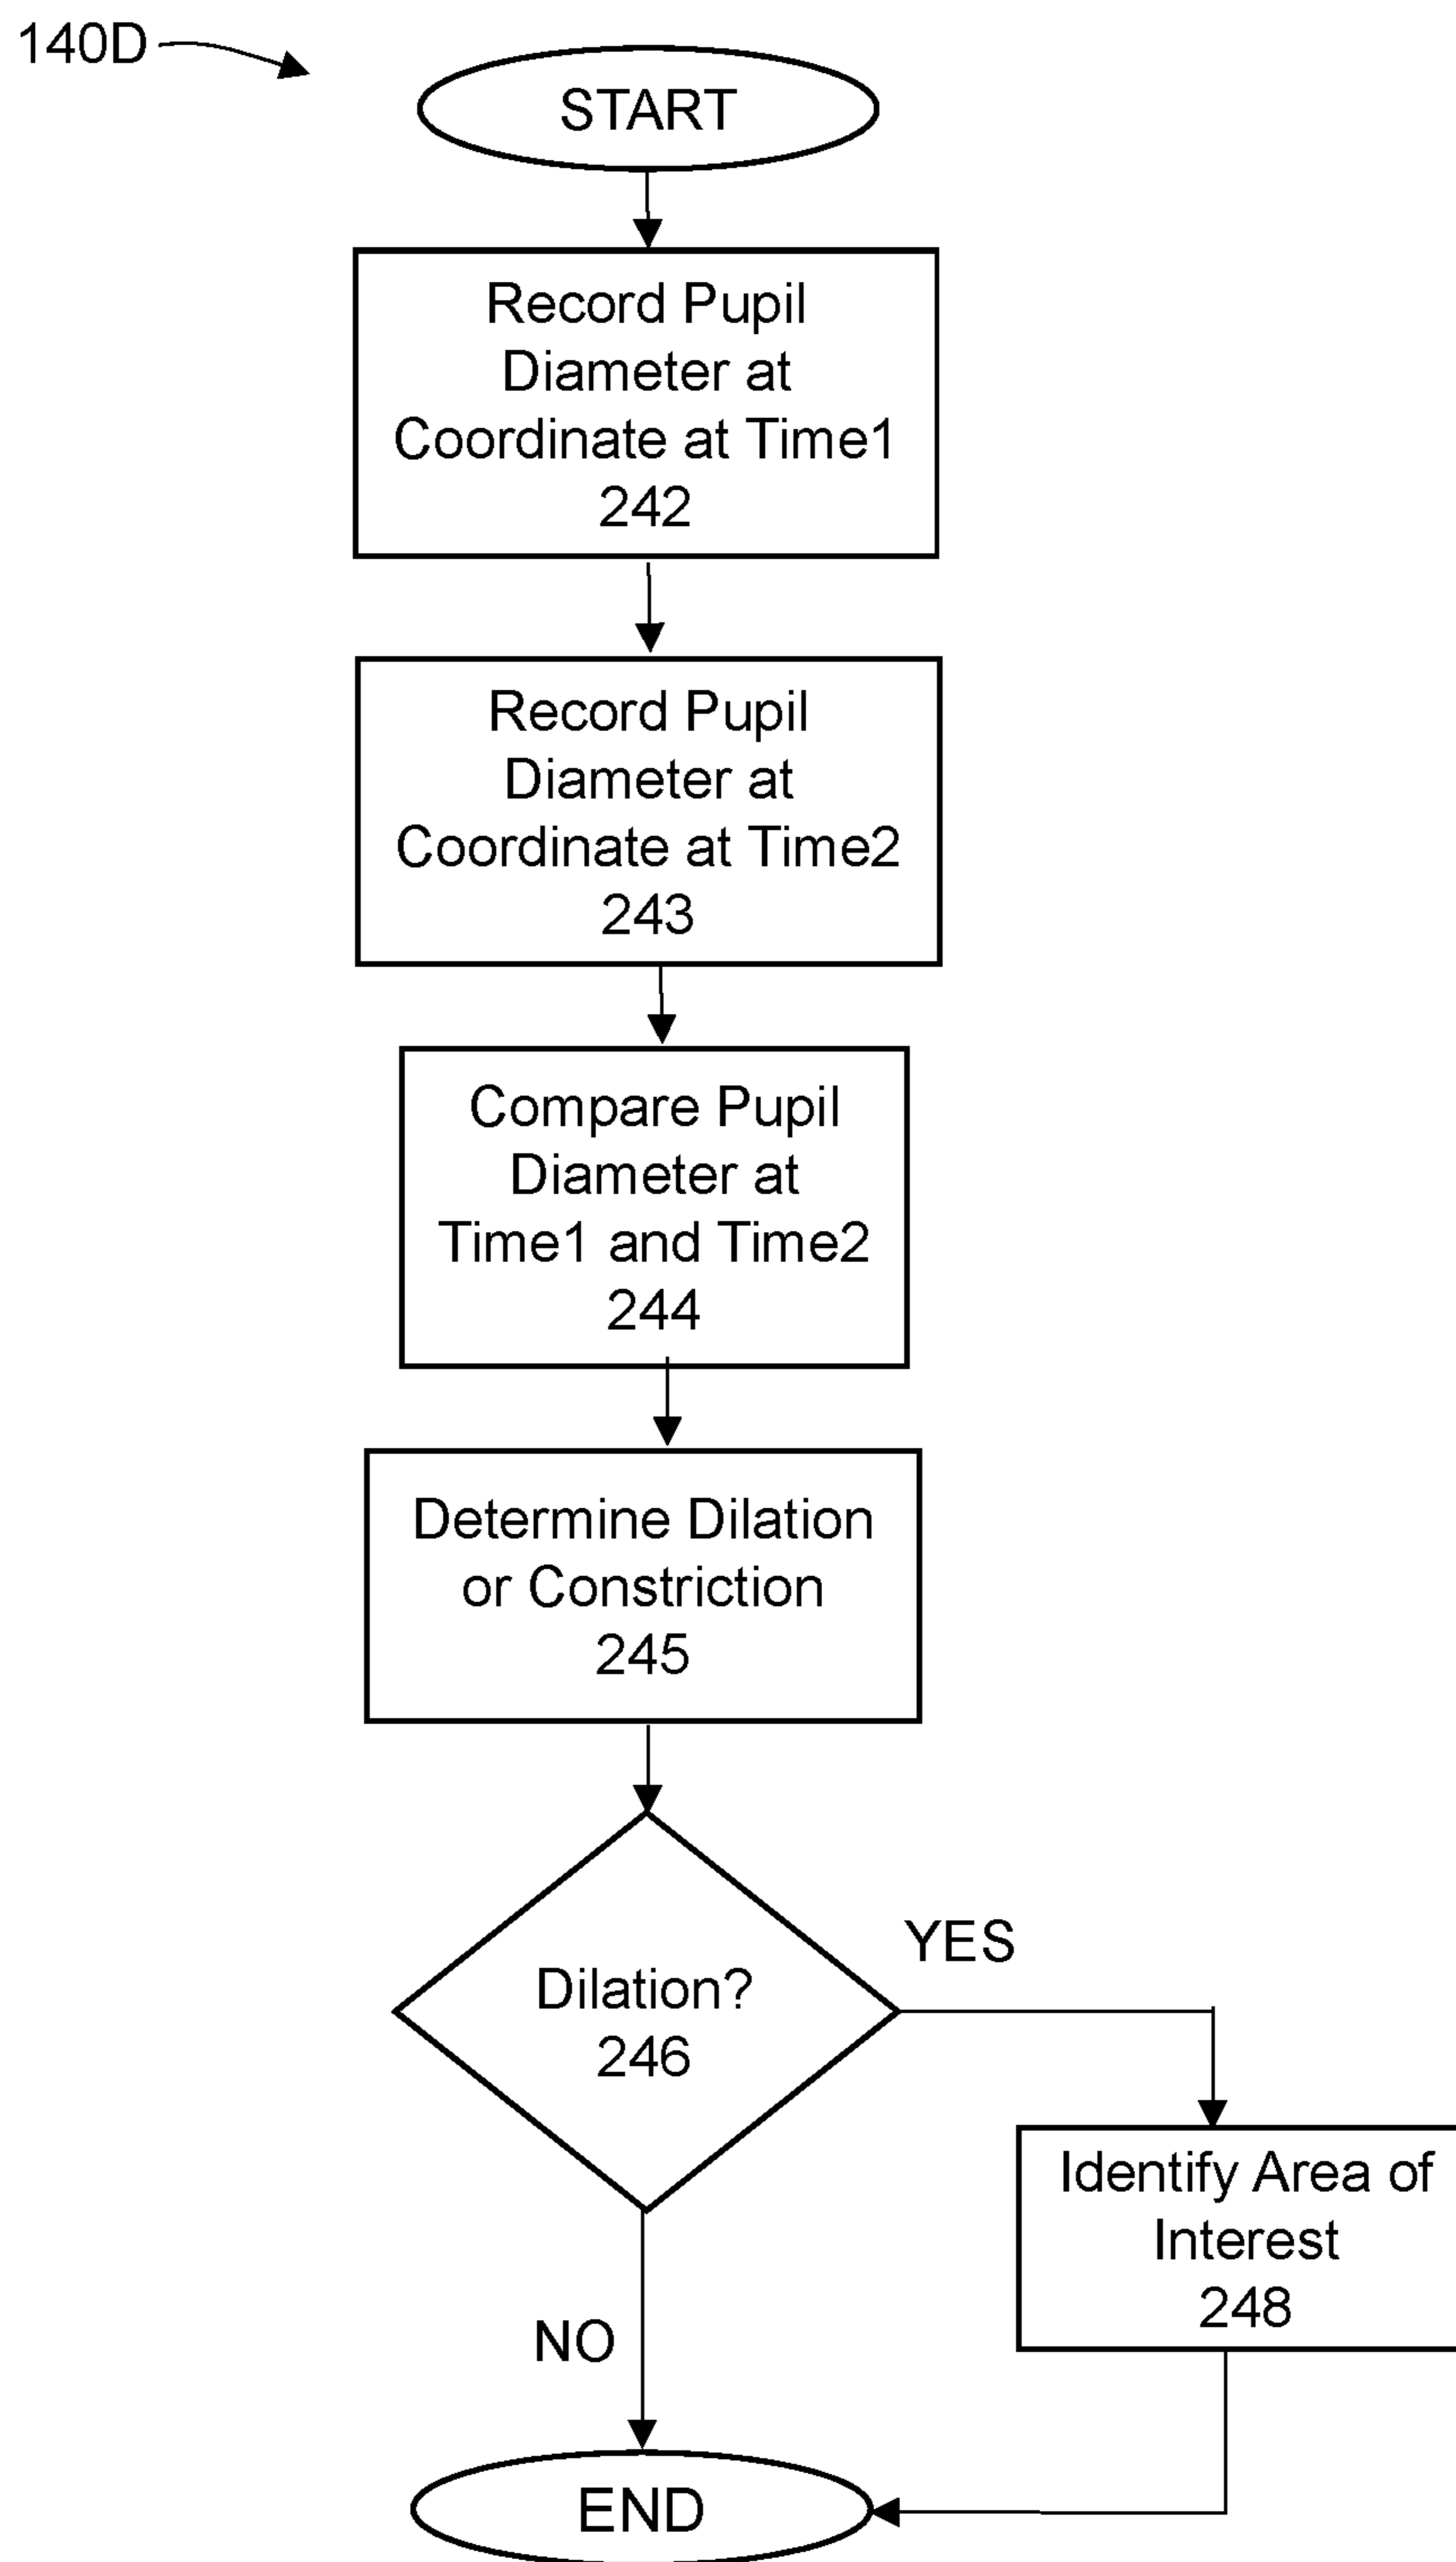 140D
START
Record Pupil
Diameter at
Coordinate at Time1
242
Record Pupil
Diameter at
Coordinate at Time2
243
Compare Pupil
Diameter at
Time1 and Time2
244
Determine Dilation
or Constriction
245
Dilation?
246
YES
Identify Area of
Interest
248
NO
END